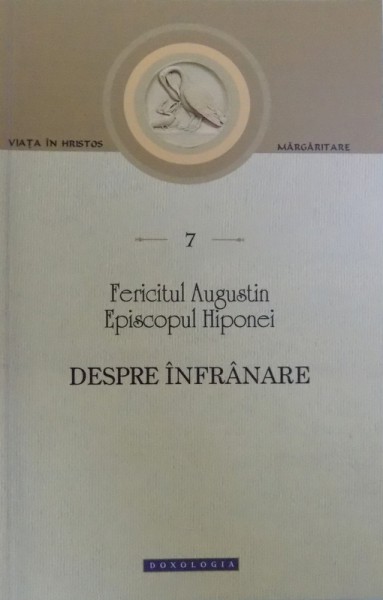 VIAȚA ÎN HRISTOS
MĂRGĂRITARE
7
Fericitul Augustin
Episcopul Hiponei
DESPRE ÎNFRÂNARE
DOXOLOGIA